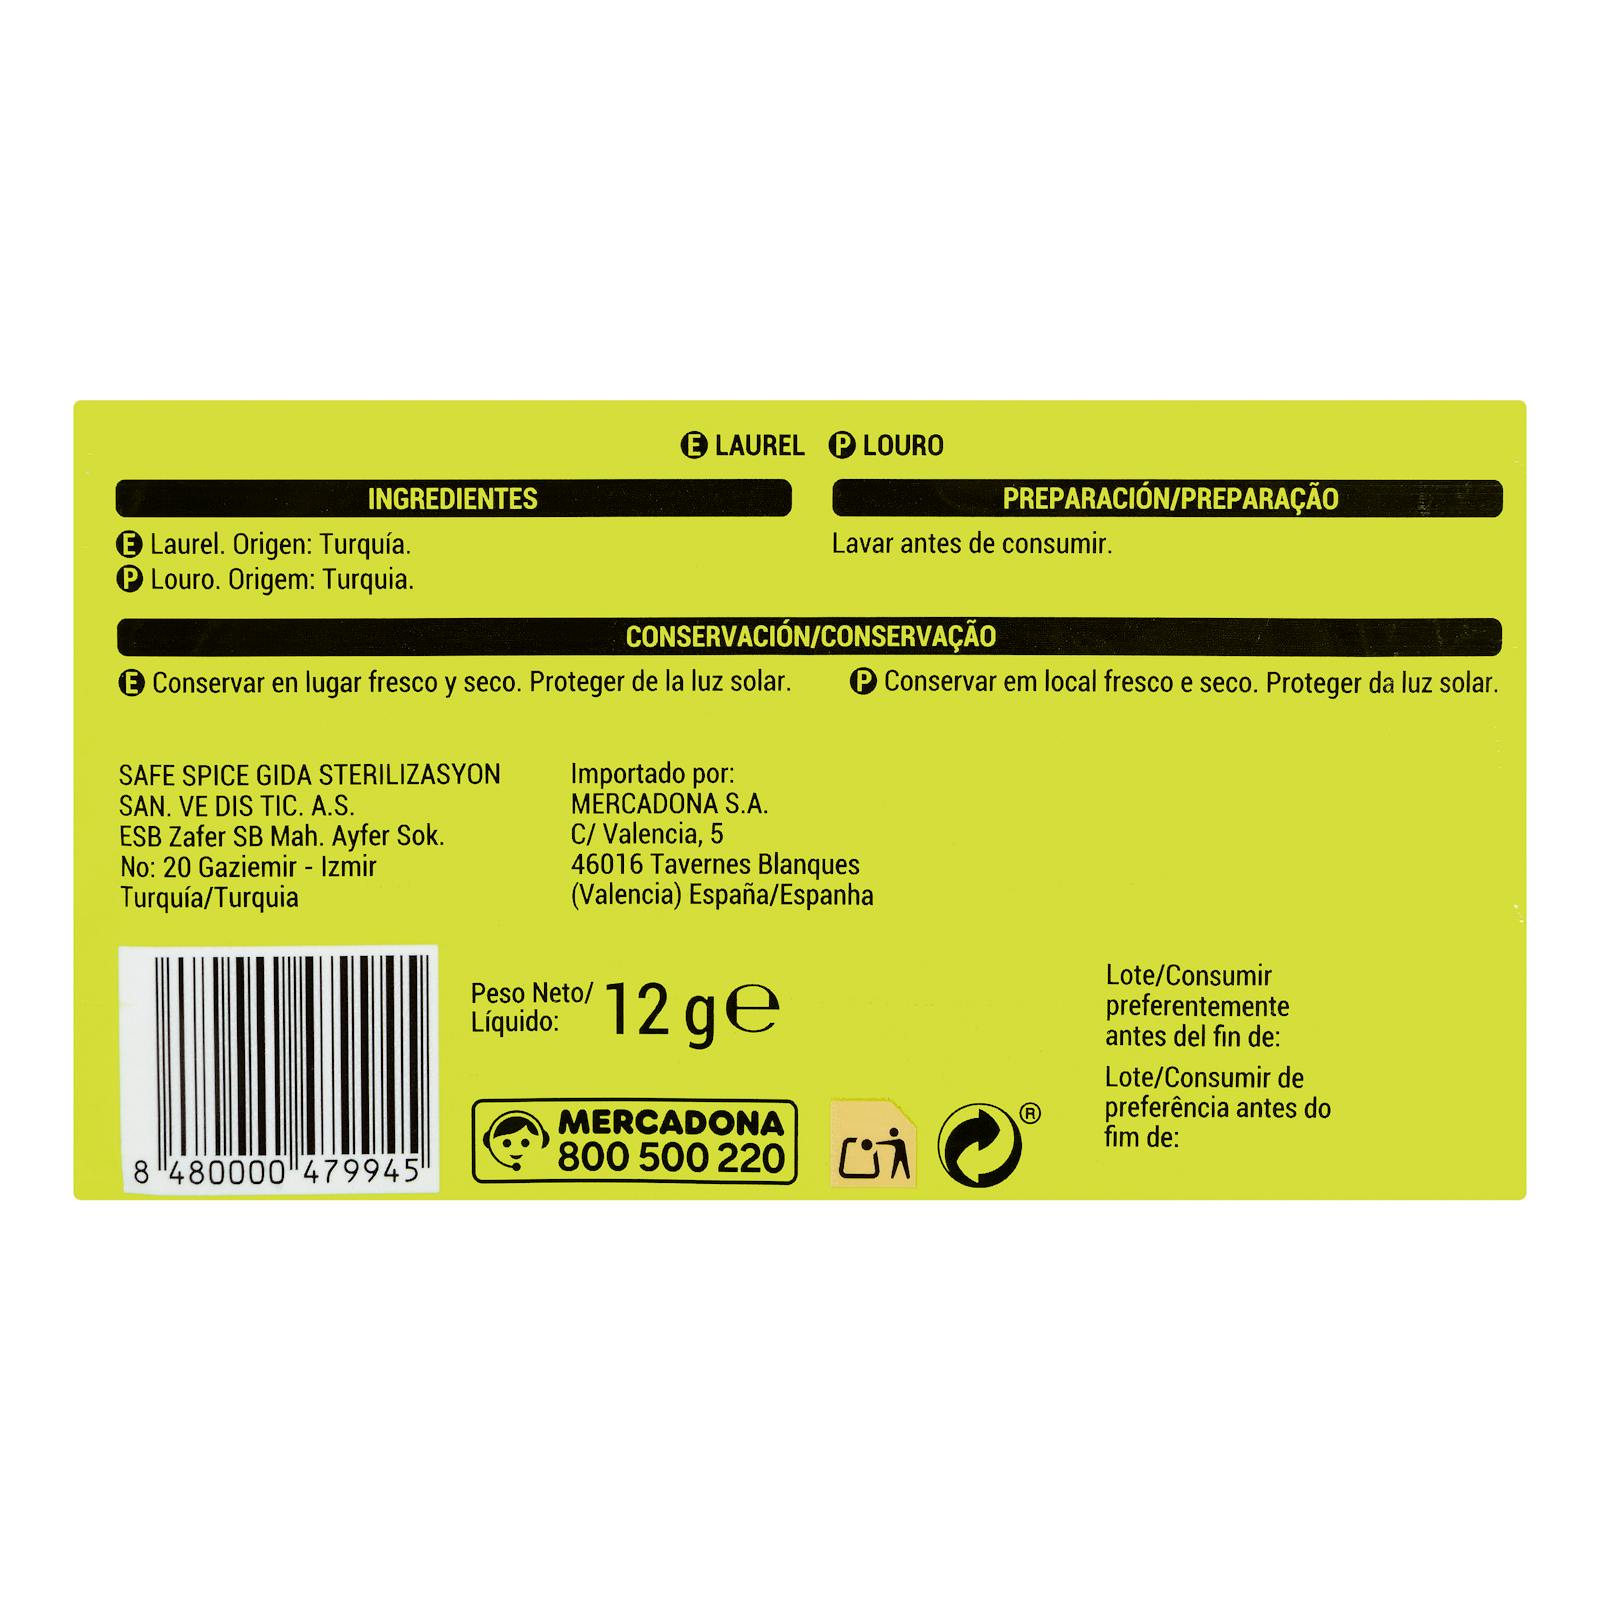 E LAUREL P LOURO
INGREDIENTES
E Laurel. Origen: Turquía.
P Louro. Origem: Turquia.
PREPARACIÓN/PREPARAÇÃO
Lavar antes de consumir.
CONSERVACIÓN/CONSERVAÇÃO
E Conservar en lugar fresco y seco. Proteger de la luz solar.
P Conservar em local fresco e seco. Proteger da luz solar.
SAFE SPICE GIDA STERILIZASYON
SAN. VE DIS TIC. A.S.
ESB Zafer SB Mah. Ayfer Sok.
No: 20 Gaziemir - Izmir
Turquía/Turquia
Importado por:
MERCADONA S.A.
C/ Valencia, 5
46016 Tavernes Blanques
(Valencia) España/Espanha
8 480000 479945
Peso Neto/
Líquido:
12 g℮
MERCADONA
800 500 220
®
Lote/Consumir
preferentemente
antes del fin de:
Lote/Consumir de
preferência antes do
fim de: